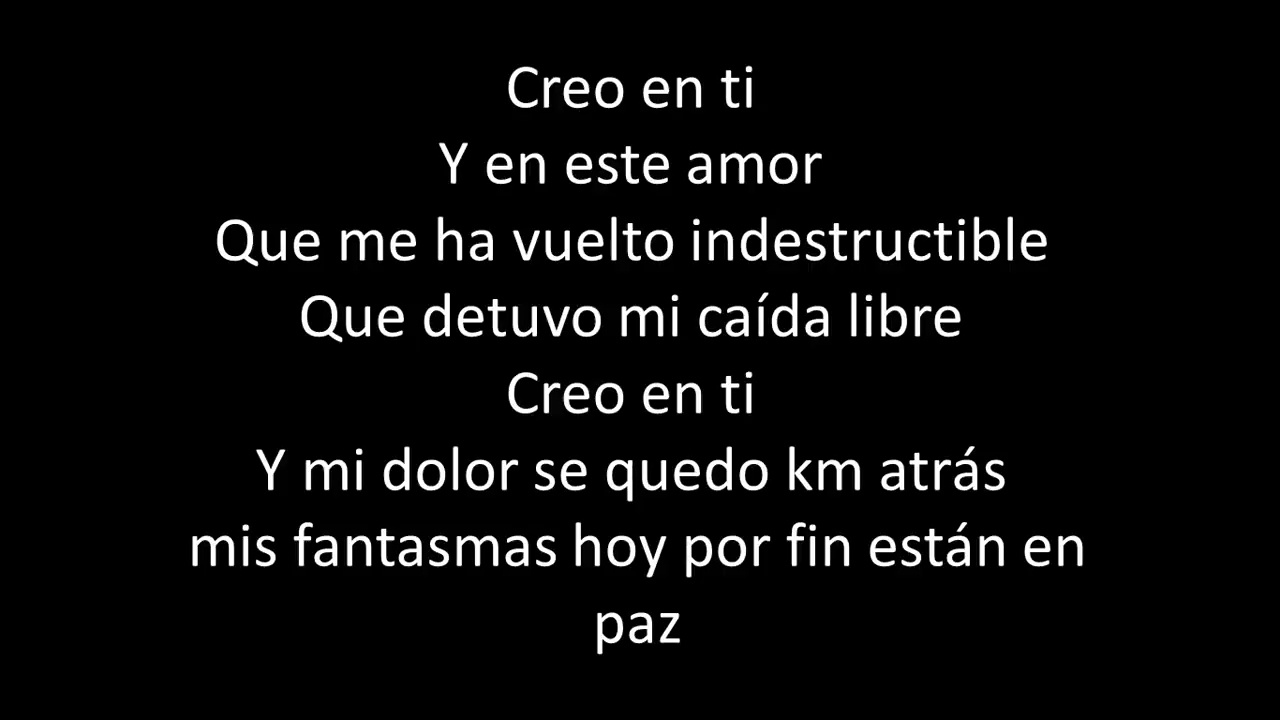 Creo en ti
Y en este amor
Que me ha vuelto indestructible
Que detuvo mi caída libre
Creo en ti
Y mi dolor se quedo km atrás
mis fantasmas hoy por fin están en
paz